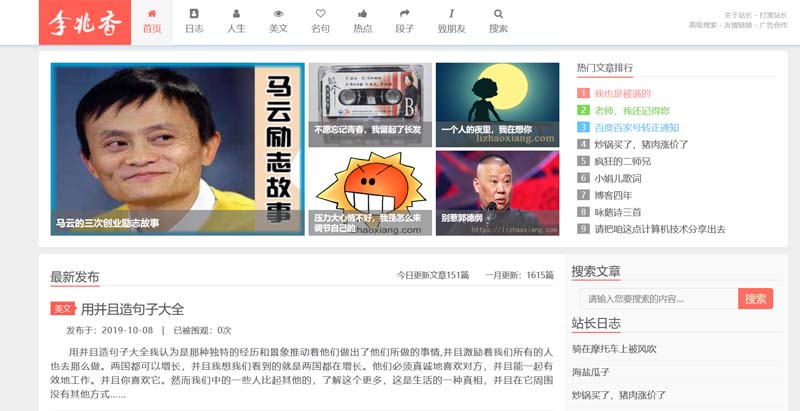 李兆香
首页
日志
人生
美文
名句
热点
段子
致朋友
搜索
关于站长 - 打赏站长
高级搜索 - 友情链接 - 广告合作
马云励志故事
马云的三次创业励志故事
B
不愿忘记青春，我留起了长发
一个人的夜里，我在想你
lizhaoxiang.com
压力大心情不好，我是怎么来
调节自己的
haoxiang.com
别惹郭德纲
https://lizhaoxiang.com
热门文章排行
1 我也是被逼的
2 老师，我还记得您
3 百度百家号转正通知
4 炒锅买了，猪肉涨价了
5 疯狂的二师兄
6 小娟儿歌词
7 博客四年
8 咏鹅诗三首
9 请把咱这点计算机技术分享出去
最新发布
今日更新文章151篇 一月更新：1615篇
美文 用并且造句子大全
发布于：2019-10-08 | 已被围观：0次
用并且造句子大全我认为是那种独特的经历和景象推动着他们做出了他们所做的事情,并且激励着我们所有的人
也去那么做。两国都可以增长，并且我想我们看到的就是两国都在增长。他们必须真诚地喜欢对方，并且能一起有
效地工作。并且你喜欢它。然而我们中的一些人比起其他的，了解这个更多，这是生活的一种真相，并且在它周围
没有其他方式……
搜索文章
请输入您要搜索的内容... 搜索
站长日志
骑在摩托车上被风吹
海盐瓜子
炒锅买了，猪肉涨价了